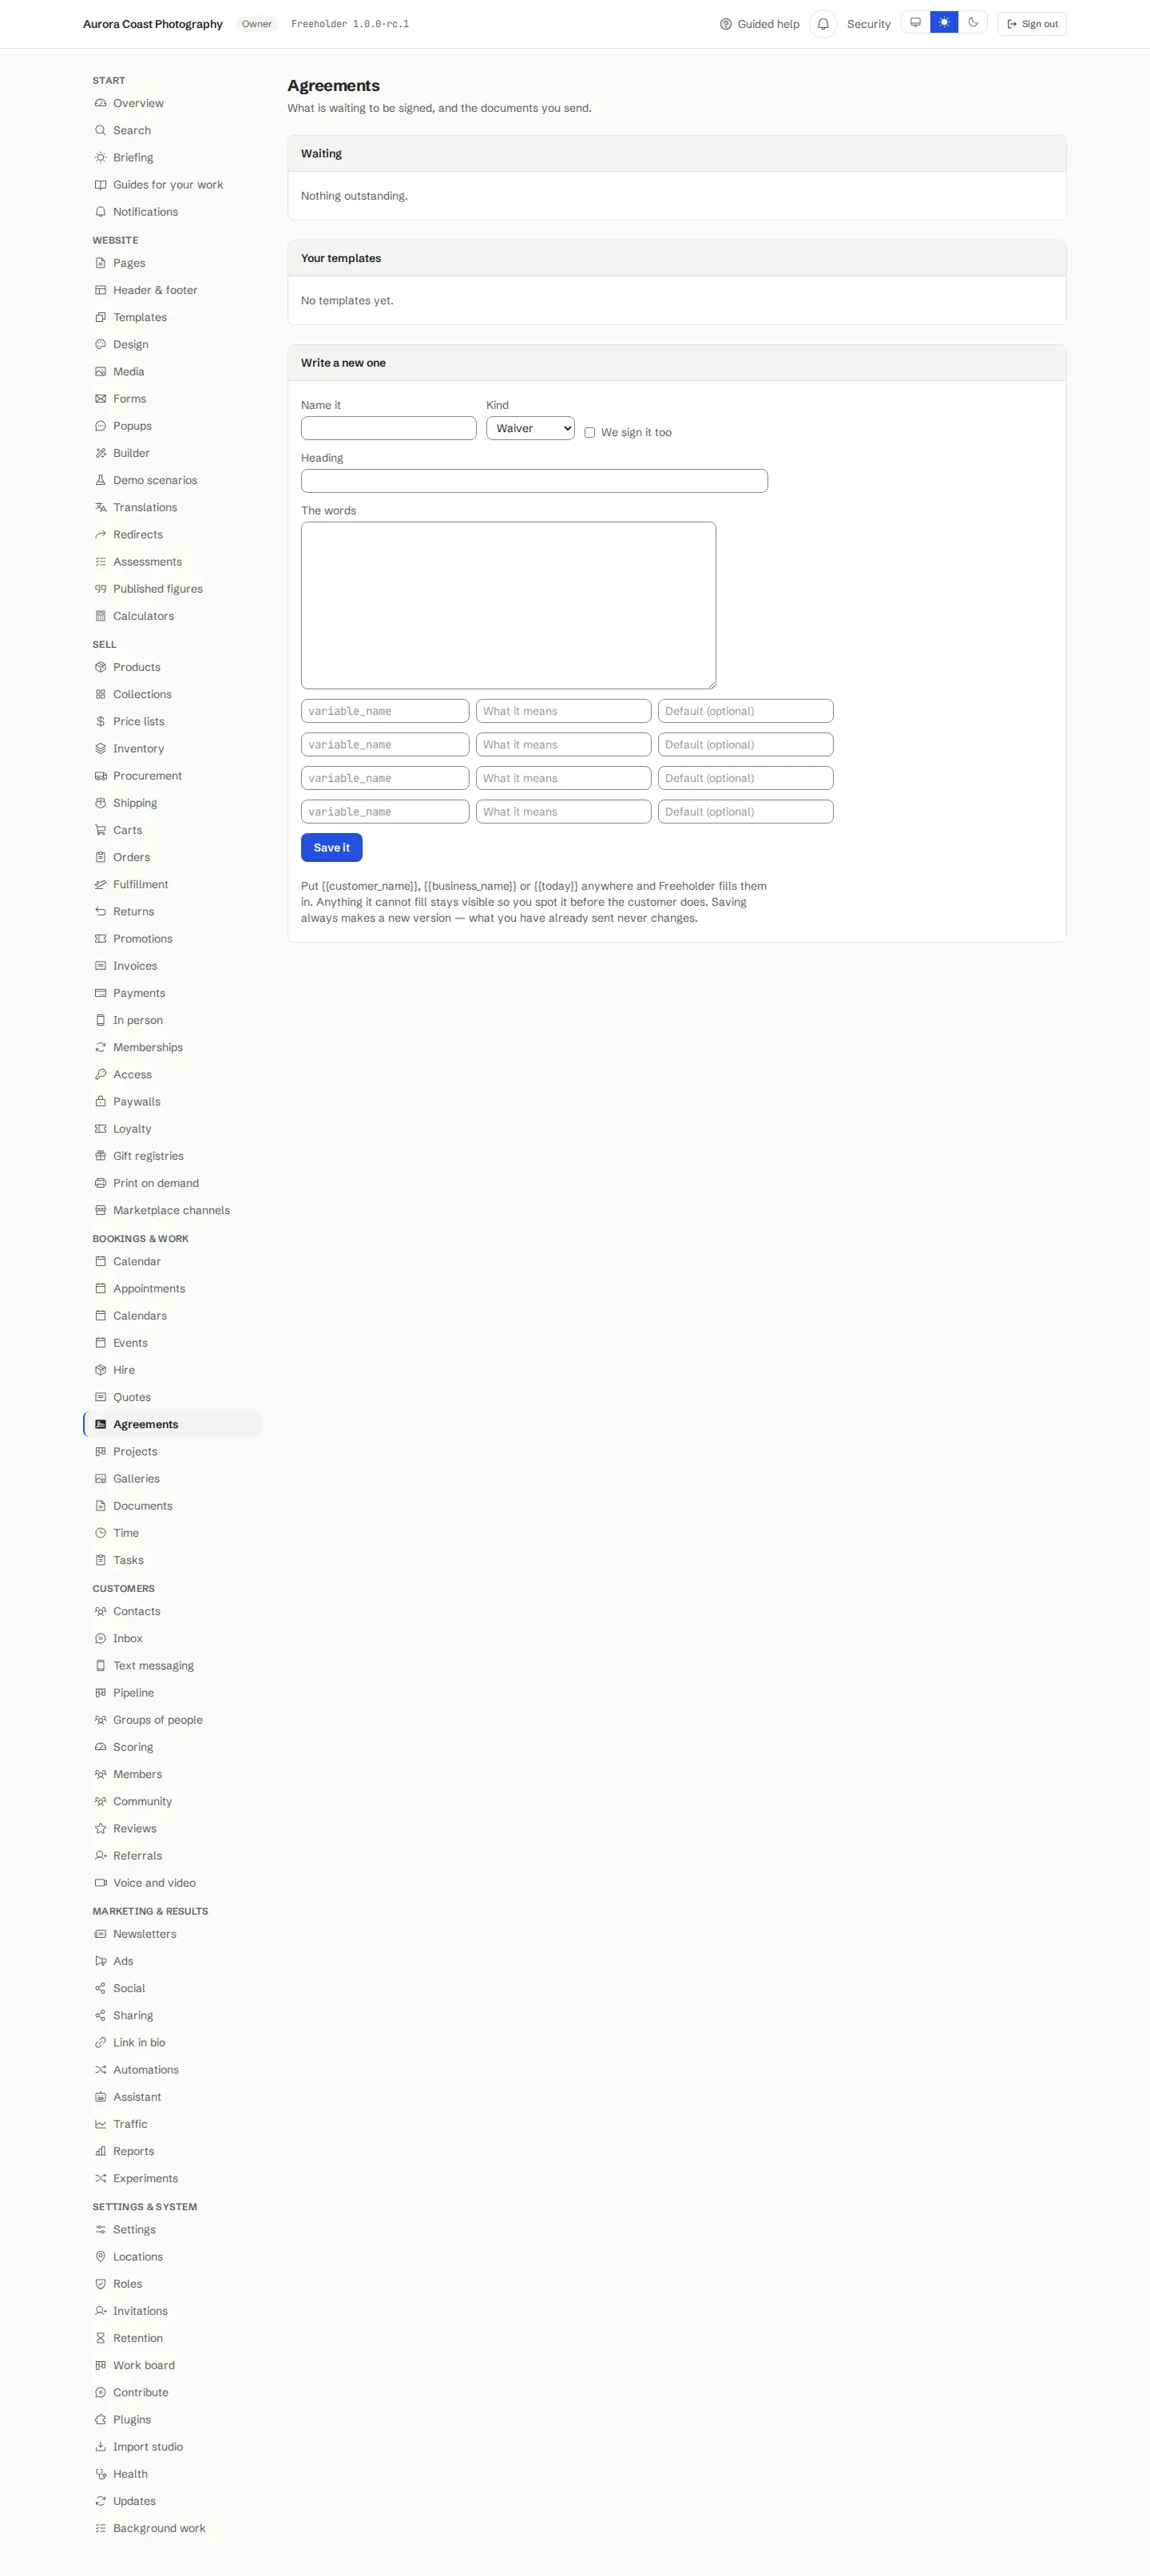 Aurora Coast Photography
Owner
Freeholder 1.0.0-rc.1
Guided help
Security
Sign out
START
Overview
Search
Briefing
Guides for your work
Notifications
WEBSITE
Pages
Header & footer
Templates
Design
Media
Forms
Popups
Builder
Demo scenarios
Translations
Redirects
Assessments
Published figures
Calculators
SELL
Products
Collections
Price lists
Inventory
Procurement
Shipping
Carts
Orders
Fulfillment
Returns
Promotions
Invoices
Payments
In person
Memberships
Access
Paywalls
Loyalty
Gift registries
Print on demand
Marketplace channels
BOOKINGS & WORK
Calendar
Appointments
Calendars
Events
Hire
Quotes
Agreements
Projects
Galleries
Documents
Time
Tasks
CUSTOMERS
Contacts
Inbox
Text messaging
Pipeline
Groups of people
Scoring
Members
Community
Reviews
Referrals
Voice and video
MARKETING & RESULTS
Newsletters
Ads
Social
Sharing
Link in bio
Automations
Assistant
Traffic
Reports
Experiments
SETTINGS & SYSTEM
Settings
Locations
Roles
Invitations
Retention
Work board
Contribute
Plugins
Import studio
Health
Updates
Background work
Agreements
What is waiting to be signed, and the documents you send.
Waiting
Nothing outstanding.
Your templates
No templates yet.
Write a new one
Name it
Kind
Waiver
We sign it too
Heading
The words
variable_name What it means Default (optional)
variable_name What it means Default (optional)
variable_name What it means Default (optional)
variable_name What it means Default (optional)
Save it
Put {{customer_name}}, {{business_name}} or {{today}} anywhere and Freeholder fills them
in. Anything it cannot fill stays visible so you spot it before the customer does. Saving
always makes a new version — what you have already sent never changes.